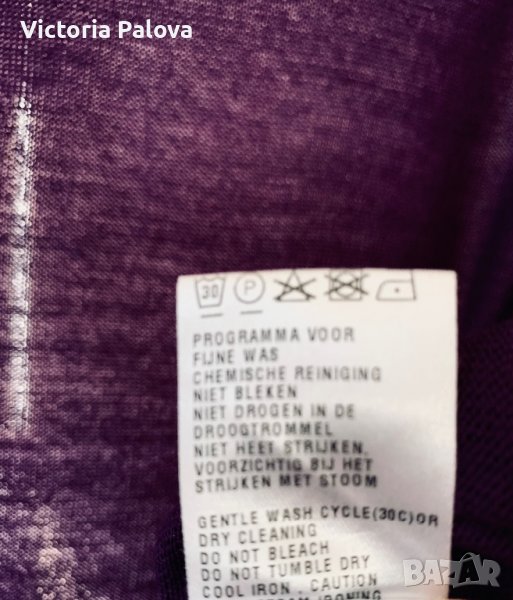 Victoria Palova
30 P
PROGRAMMA VOOR
FIJNE WAS
CHEMISCHE REINIGING
NIET BLEKEN
NIET DROGEN IN DE
DROOGTROMMEL
NIET HEET STRIJKEN.
VOORZICHTIG BIJ HET
STRIJKEN MET STOOM
GENTLE WASH CYCLE(30C)OR
DRY CLEANING
DO NOT BLEACH
DO NOT TUMBLE DRY
COOL IRON . CAUTION
BAZAR